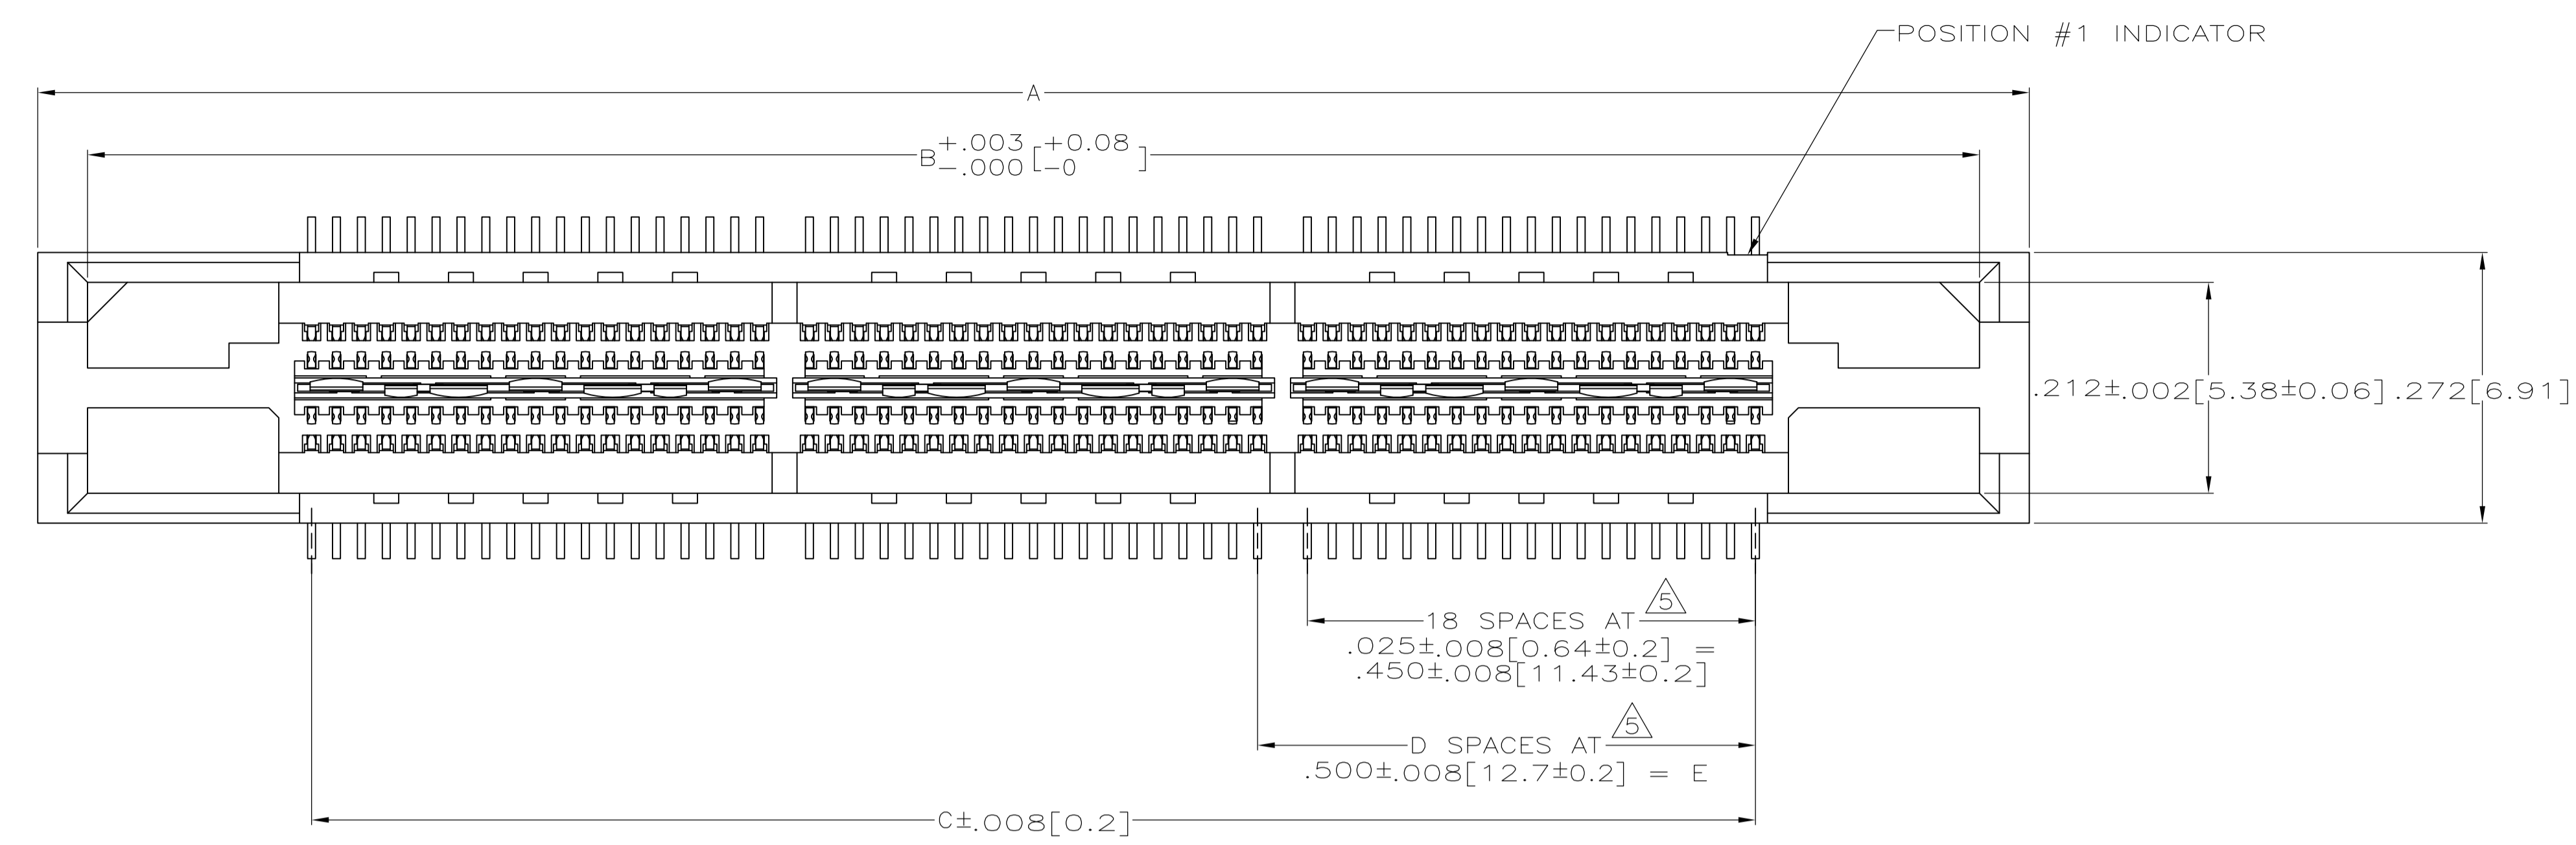 POSITION #1 INDICATOR
A
B +.003 [+0.08
-.000 [-0 ]
.212±.002[5.38±0.06]
.272[6.91]
18 SPACES AT 5
.025±.008[0.64±0.2] =
.450±.008[11.43±0.2]
D SPACES AT 5
.500±.008[12.7±0.2] = E
C±.008[0.2]